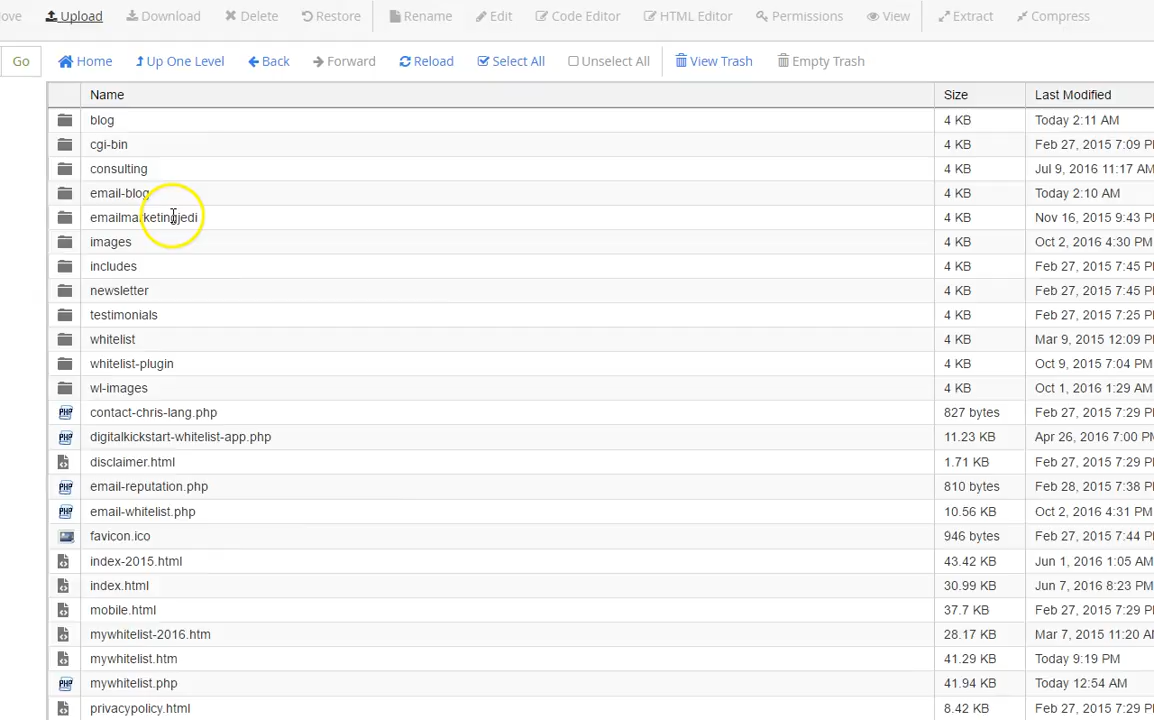 ove Upload Download Delete Restore Rename Edit Code Editor HTML Editor Permissions View Extract Compress
Go Home Up One Level Back Forward Reload Select All Unselect All View Trash Empty Trash
Name Size Last Modified
blog 4 KB Today 2:11 AM
cgi-bin 4 KB Feb 27, 2015 7:09 P
consulting 4 KB Jul 9, 2016 11:17 AM
email-blog 4 KB Today 2:10 AM
emailmarketingjedi 4 KB Nov 16, 2015 9:43 P
images 4 KB Oct 2, 2016 4:30 PM
includes 4 KB Feb 27, 2015 7:45 P
newsletter 4 KB Feb 27, 2015 7:45 P
testimonials 4 KB Feb 27, 2015 7:25 P
whitelist 4 KB Mar 9, 2015 12:09 P
whitelist-plugin 4 KB Oct 9, 2015 7:04 PM
wl-images 4 KB Oct 1, 2016 1:29 AM
PHP contact-chris-lang.php 827 bytes Feb 27, 2015 7:29 P
PHP digitalkickstart-whitelist-app.php 11.23 KB Apr 26, 2016 7:00 P
disclaimer.html 1.71 KB Feb 27, 2015 7:29 P
PHP email-reputation.php 810 bytes Feb 28, 2015 7:38 P
PHP email-whitelist.php 10.56 KB Oct 2, 2016 4:31 PM
favicon.ico 946 bytes Feb 27, 2015 7:44 P
index-2015.html 43.42 KB Jun 1, 2016 1:05 AM
index.html 30.99 KB Jun 7, 2016 8:23 PM
mobile.html 37.7 KB Feb 27, 2015 7:29 P
mywhitelist-2016.htm 28.17 KB Mar 7, 2015 11:20 A
mywhitelist.htm 41.29 KB Today 9:19 PM
PHP mywhitelist.php 41.94 KB Today 12:54 AM
privacypolicy.html 8.42 KB Feb 27, 2015 7:29 P